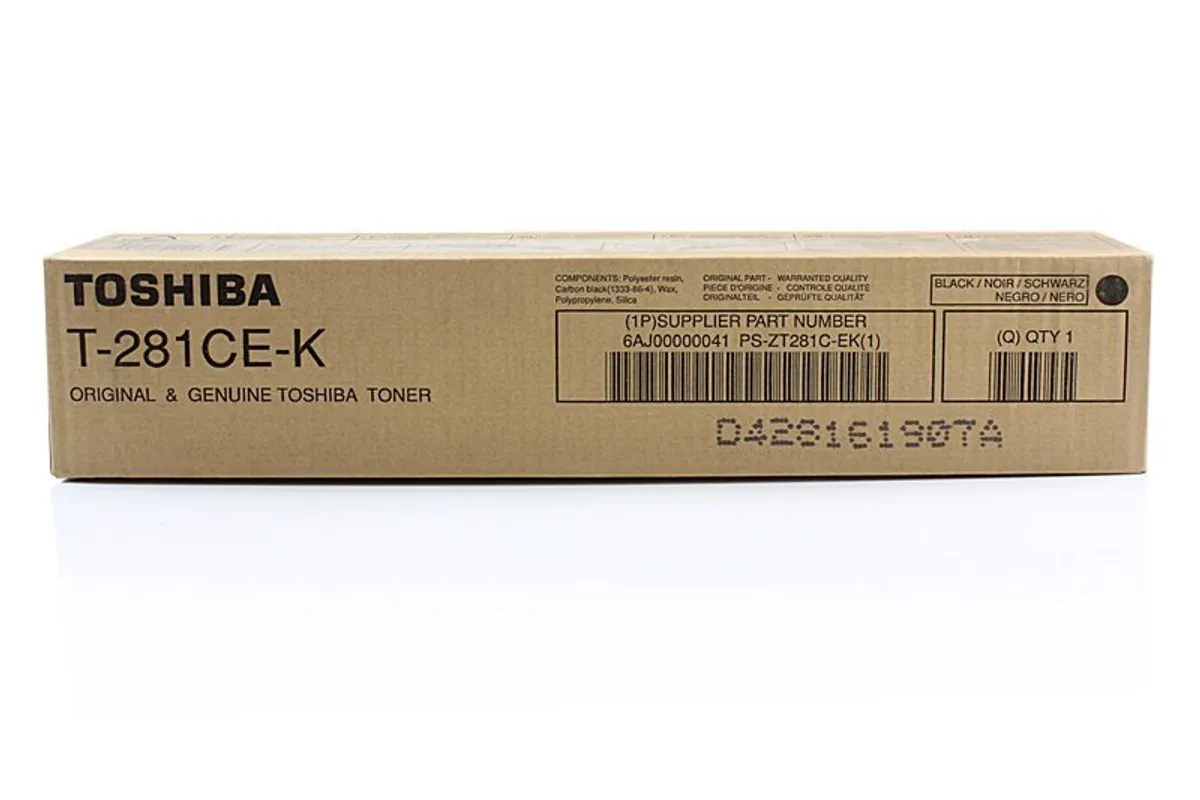 TOSHIBA
T-281CE-K
ORIGINAL & GENUINE TOSHIBA TONER
COMPONENTS: Polyester resin,
Carbon black(1333-86-4), Wax,
Polypropylene, Silica
ORIGINAL PART - WARRANTED QUALITY
PIECE D'ORIGINE - CONTROLE QUALITE
ORIGINALTEIL - GEPRÜFTE QUALITÄT
BLACK / NOIR / SCHWARZ
NEGRO / NERO
(1P)SUPPLIER PART NUMBER
6AJ00000041 PS-ZT281C-EK(1)
(Q) QTY 1
D428161907A